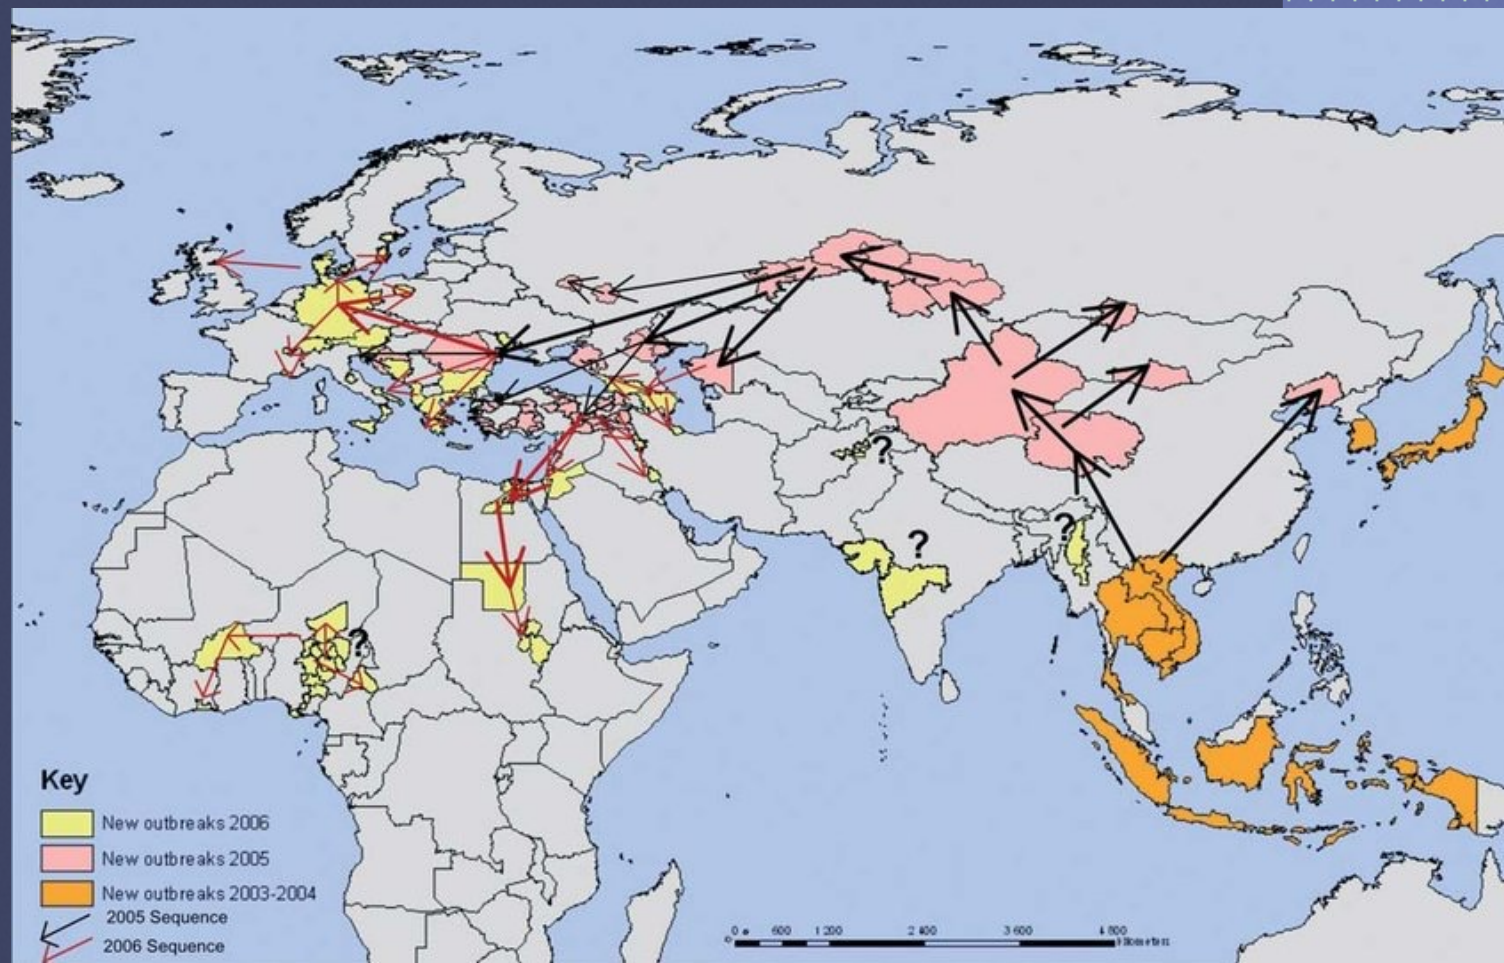 ?
?
?
?
Key
New outbreaks 2006
New outbreaks 2005
New outbreaks 2003-2004
2005 Sequence
2006 Sequence
0 600 1 200 2 400 3 600 4 800
Kilometers